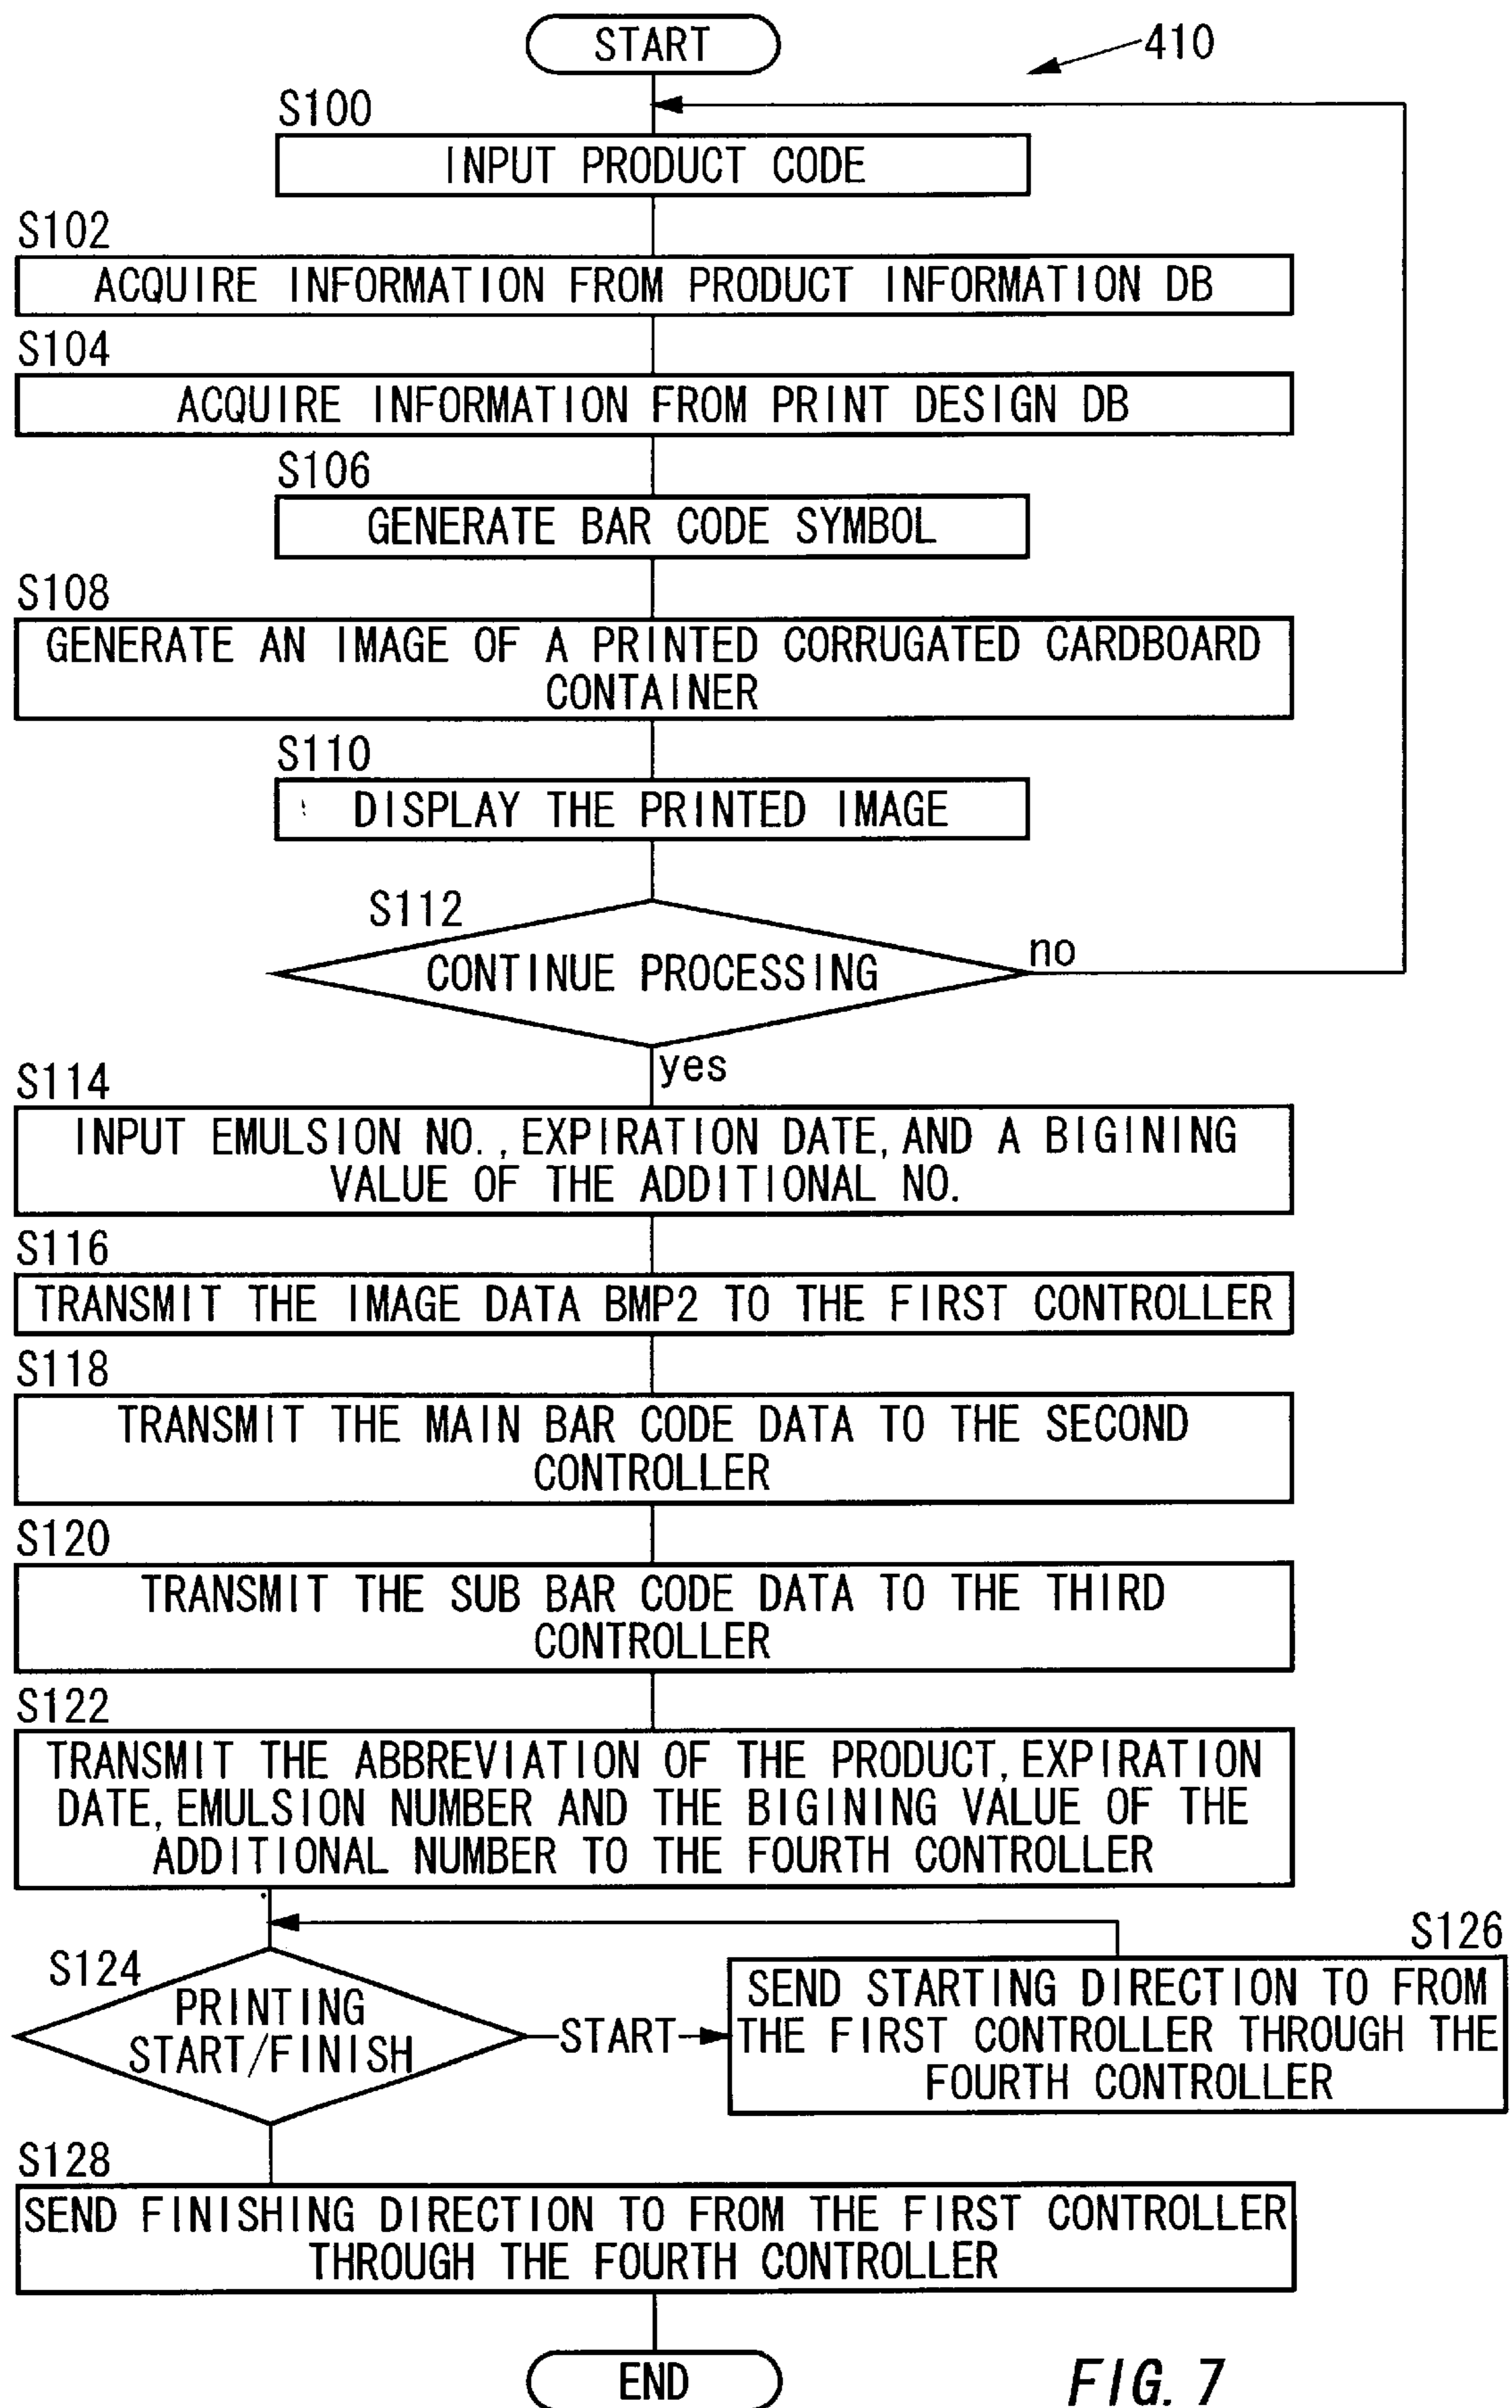 START
410
S100
INPUT PRODUCT CODE
S102
ACQUIRE INFORMATION FROM PRODUCT INFORMATION DB
S104
ACQUIRE INFORMATION FROM PRINT DESIGN DB
S106
GENERATE BAR CODE SYMBOL
S108
GENERATE AN IMAGE OF A PRINTED CORRUGATED CARDBOARD
CONTAINER
S110
DISPLAY THE PRINTED IMAGE
S112
CONTINUE PROCESSING
no
yes
S114
INPUT EMULSION NO., EXPIRATION DATE, AND A BIGINING
VALUE OF THE ADDITIONAL NO.
S116
TRANSMIT THE IMAGE DATA BMP2 TO THE FIRST CONTROLLER
S118
TRANSMIT THE MAIN BAR CODE DATA TO THE SECOND
CONTROLLER
S120
TRANSMIT THE SUB BAR CODE DATA TO THE THIRD
CONTROLLER
S122
TRANSMIT THE ABBREVIATION OF THE PRODUCT, EXPIRATION
DATE, EMULSION NUMBER AND THE BIGINING VALUE OF THE
ADDITIONAL NUMBER TO THE FOURTH CONTROLLER
S124
PRINTING
START/FINISH
START
S126
SEND STARTING DIRECTION TO FROM
THE FIRST CONTROLLER THROUGH THE
FOURTH CONTROLLER
S128
SEND FINISHING DIRECTION TO FROM THE FIRST CONTROLLER
THROUGH THE FOURTH CONTROLLER
END
FIG. 7